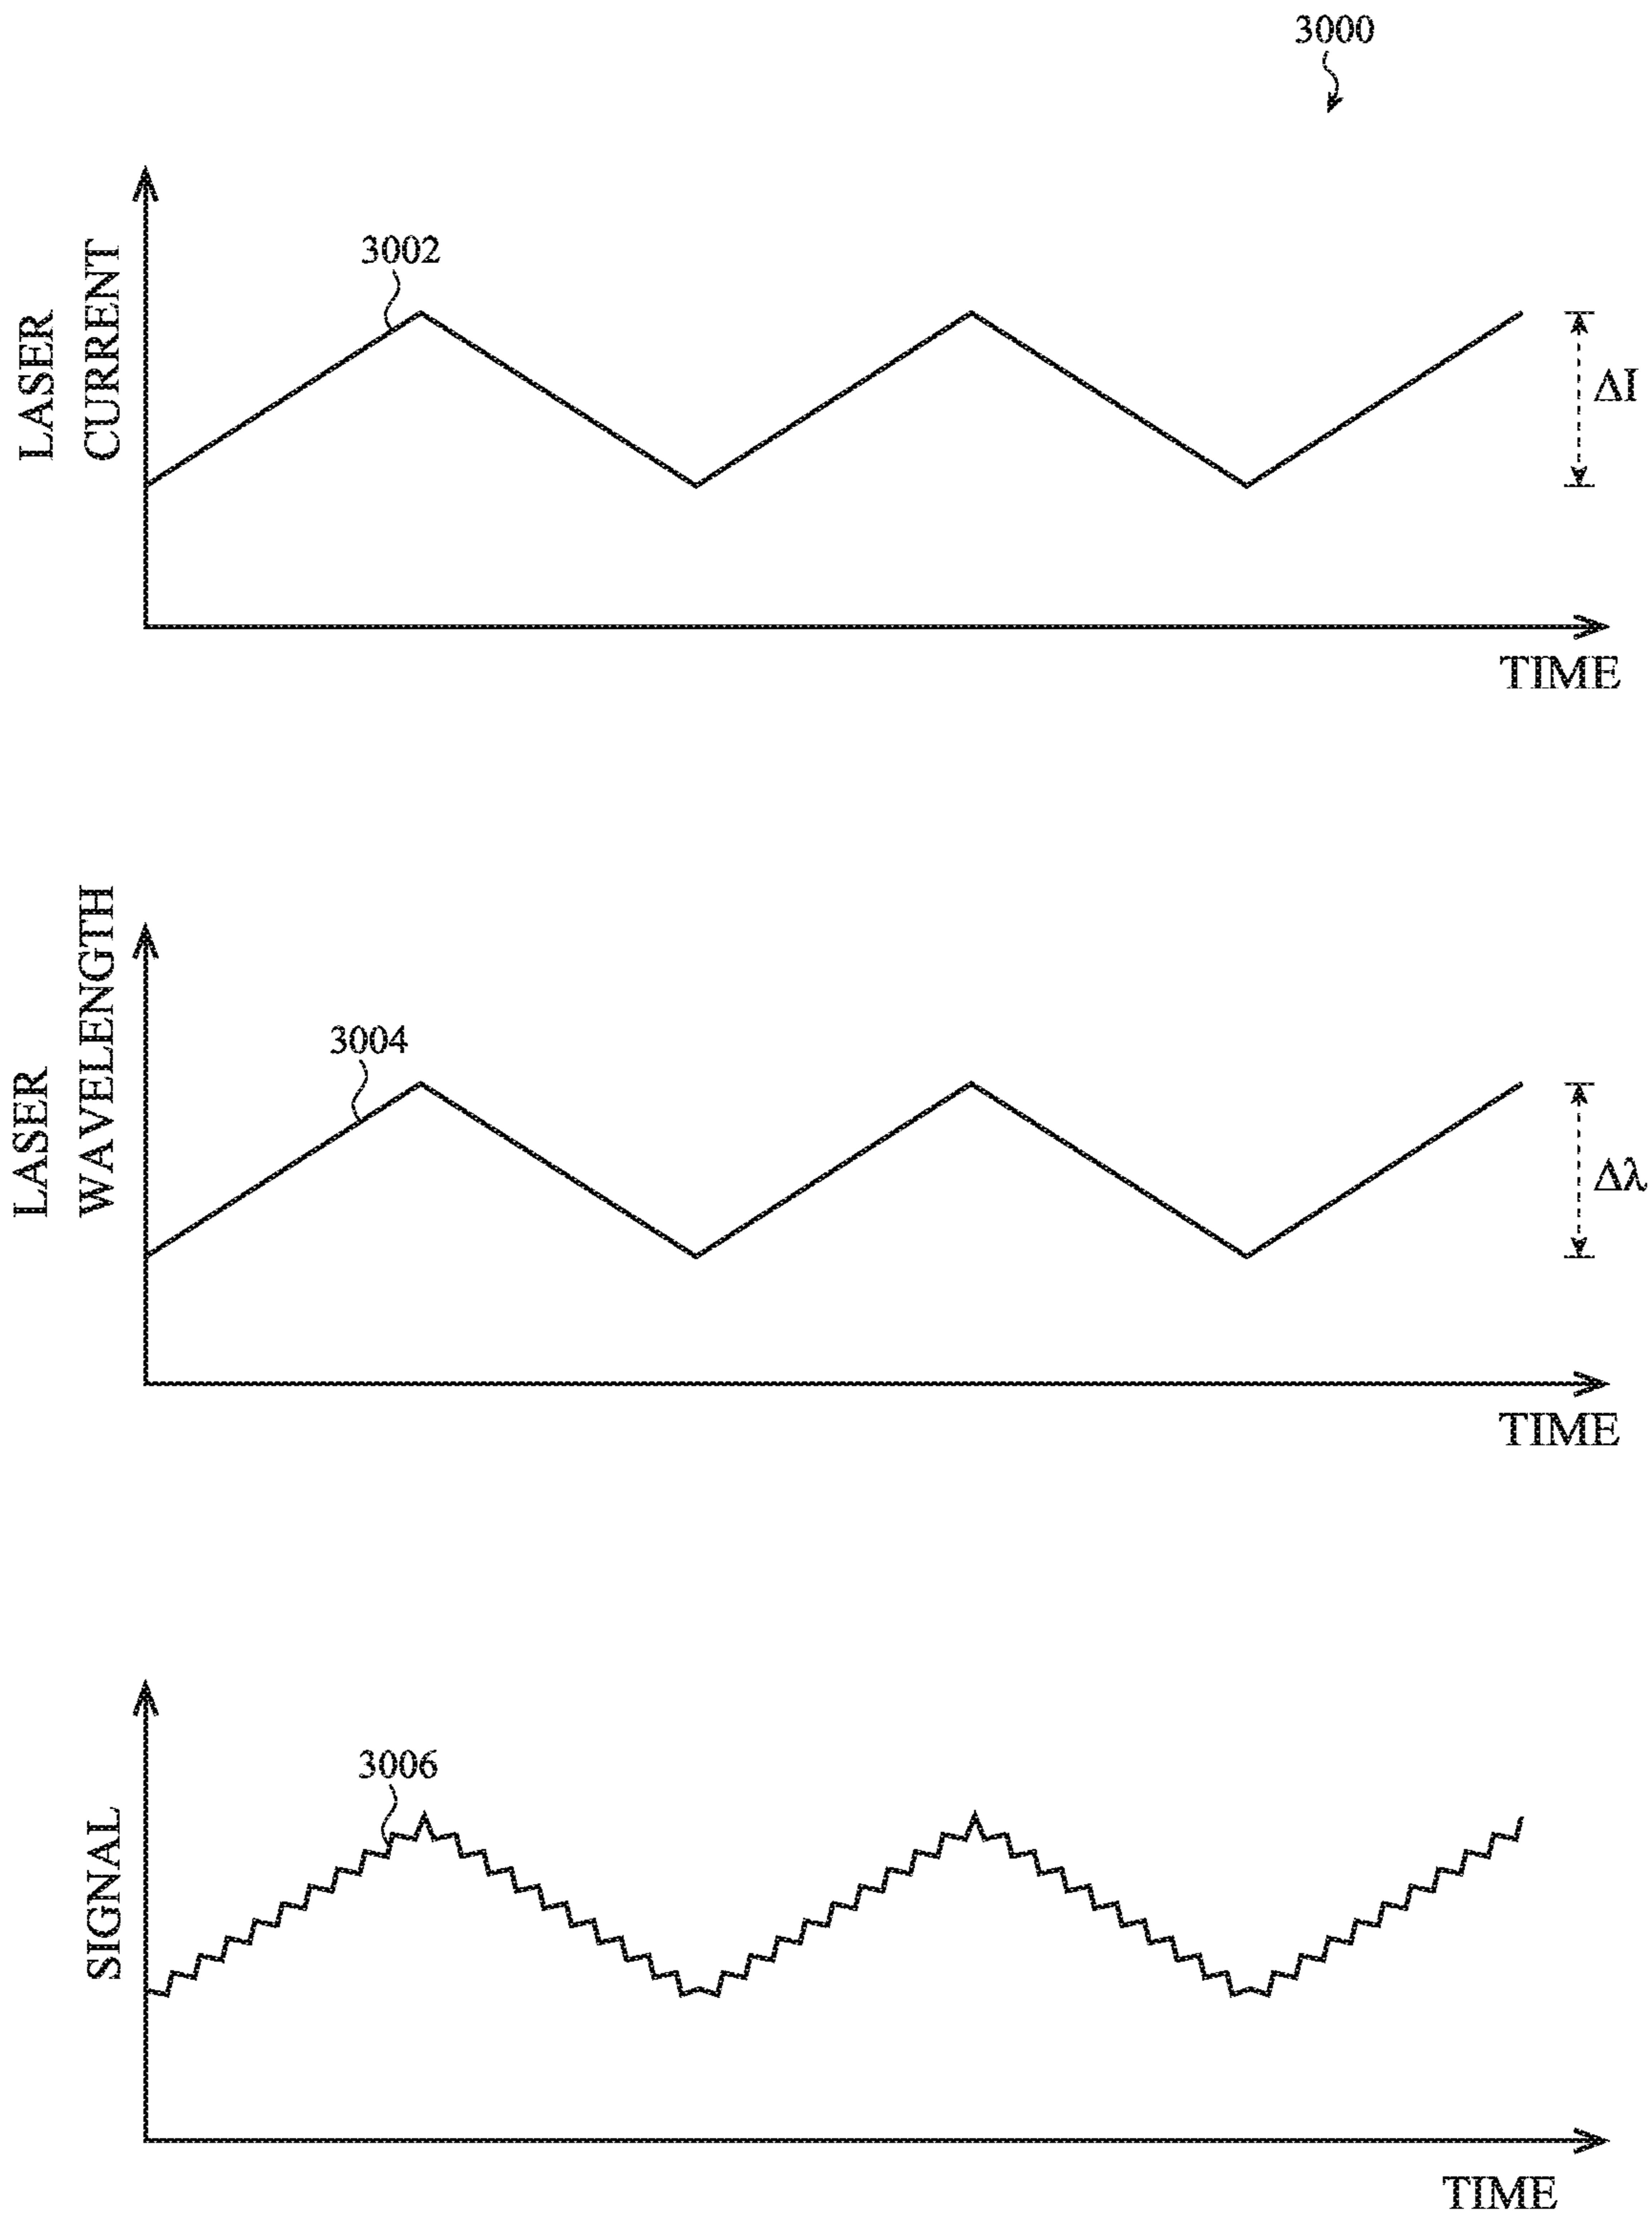 3000
3002
LASER
CURRENT
ΔI
TIME
3004
LASER
WAVELENGTH
Δλ
TIME
3006
SIGNAL
TIME